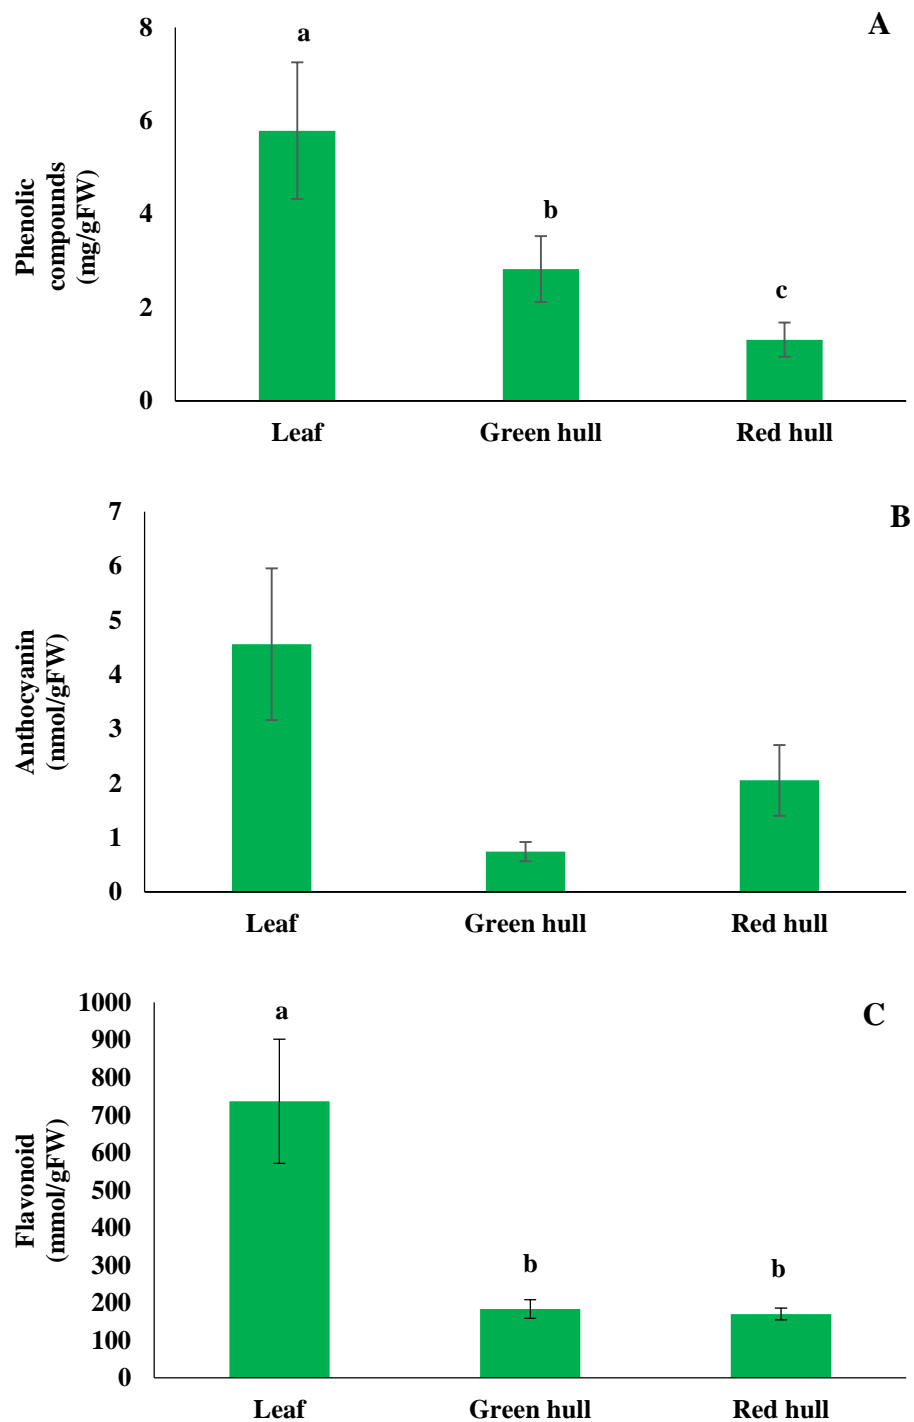 A
8
6
4
2
0
Phenolic
compounds
(mg/gFW)
a
b
c
Leaf Green hull Red hull
B
7
6
5
4
3
2
1
0
Anthocyanin
(nmol/gFW)
Leaf Green hull Red hull
C
1000
900
800
700
600
500
400
300
200
100
0
Flavonoid
(mmol/gFW)
a
b
b
Leaf Green hull Red hull